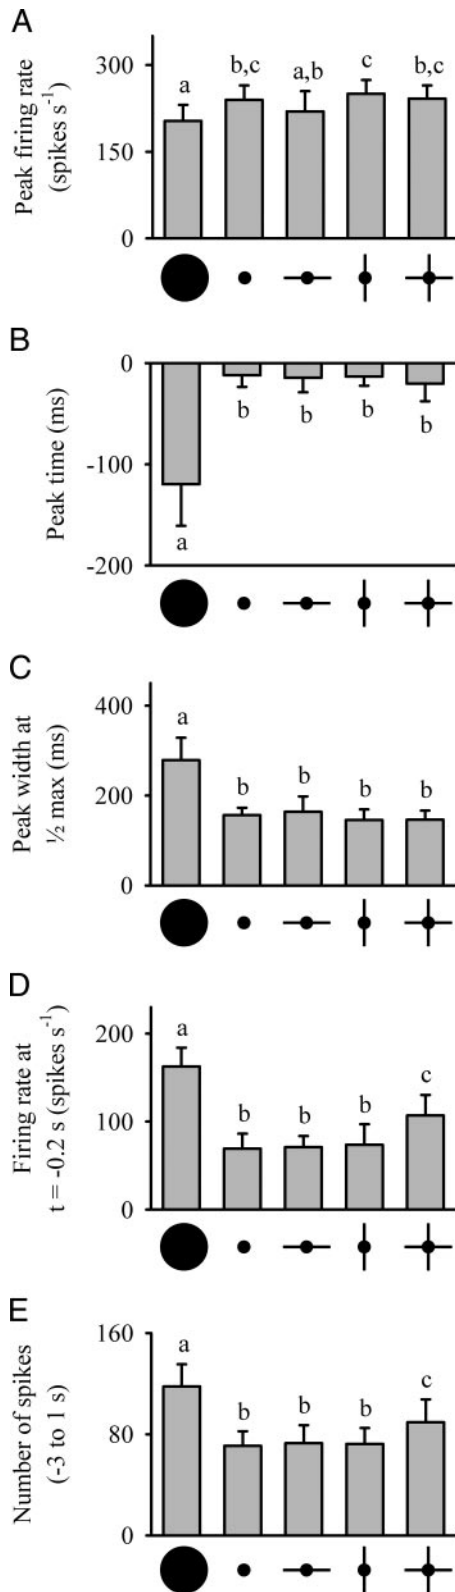 A
Peak firing rate
(spikes s⁻¹)
300
150
0
a
b,c
a,b
c
b,c
B
Peak time (ms)
0
-100
-200
a
b
b
b
b
C
Peak width at
½ max (ms)
400
200
0
a
b
b
b
b
D
Firing rate at
t = -0.2 s (spikes s⁻¹)
200
100
0
a
b
b
b
c
E
Number of spikes
(-3 to 1 s)
160
80
0
a
b
b
b
c